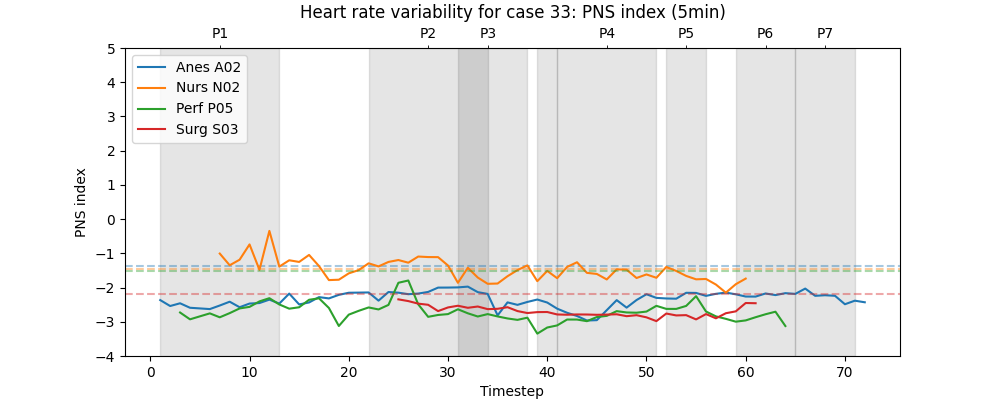 Heart rate variability for case 33: PNS index (5min)
P1 P2 P3 P4 P5 P6 P7
Anes A02
Nurs N02
Perf P05
Surg S03
PNS index
5
4
3
2
1
0
−1
−2
−3
−4
0 10 20 30 40 50 60 70
Timestep